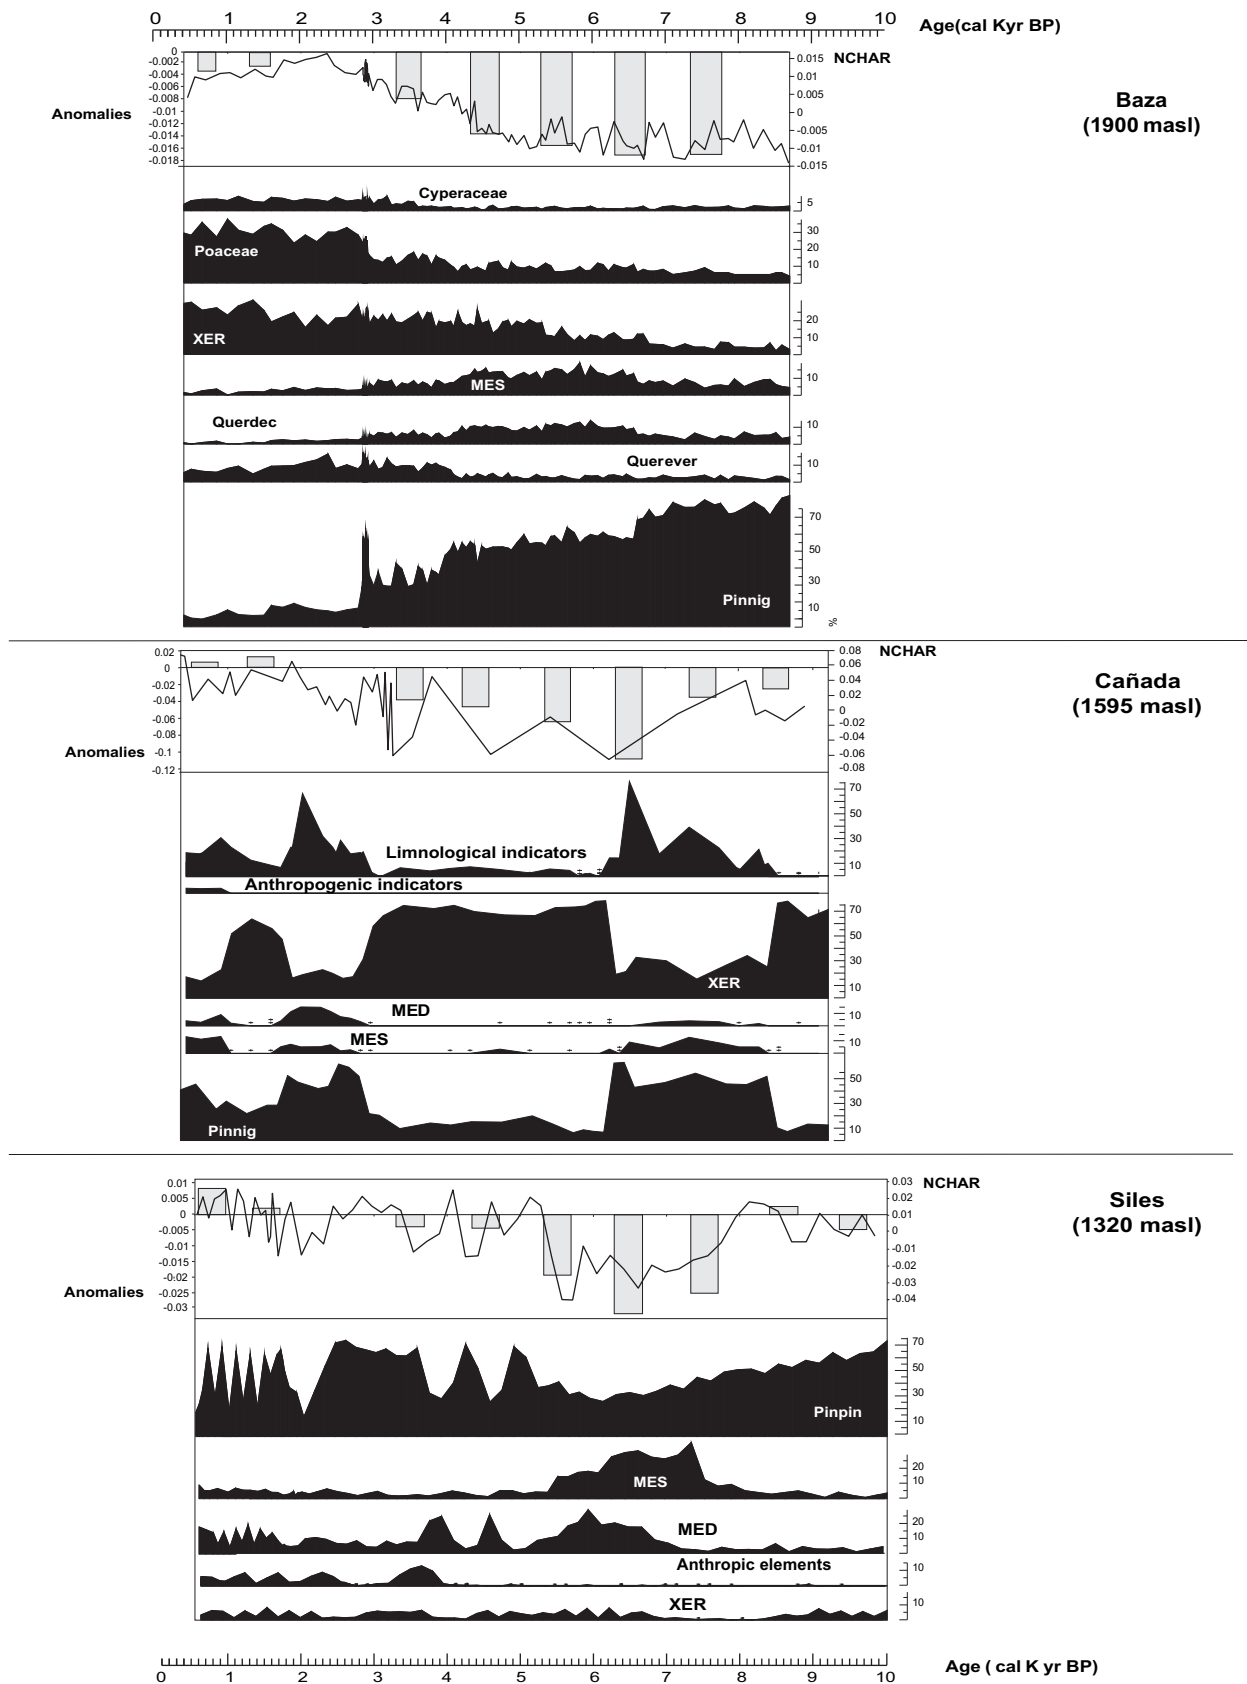 0 1 2 3 4 5 6 7 8 9 10 Age(cal Kyr BP)
0
-0.002
-0.004
-0.006
-0.008
-0.01
-0.012
-0.014
-0.016
-0.018
Anomalies
0.015
0.01
0.005
0
-0.005
-0.01
-0.015
NCHAR
Baza
(1900 masl)
Cyperaceae
5
Poaceae
30
20
10
XER
20
10
MES
10
Querdec
10
Querever
10
Pinnig
70
50
30
10
%
0.02
0
-0.02
-0.04
-0.06
-0.08
-0.1
-0.12
Anomalies
0.08
0.06
0.04
0.02
0
-0.02
-0.04
-0.06
-0.08
NCHAR
Cañada
(1595 masl)
Limnological indicators
70
50
30
10
Anthropogenic indicators
XER
70
50
30
10
MED
10
MES
10
Pinnig
50
30
10
0.01
0.005
0
-0.005
-0.01
-0.015
-0.02
-0.025
-0.03
Anomalies
0.03
0.02
0.01
0
-0.01
-0.02
-0.03
-0.04
NCHAR
Siles
(1320 masl)
Pinpin
70
50
30
10
MES
20
10
MED
20
10
Anthropic elements
10
XER
10
0 1 2 3 4 5 6 7 8 9 10 Age ( cal K yr BP)